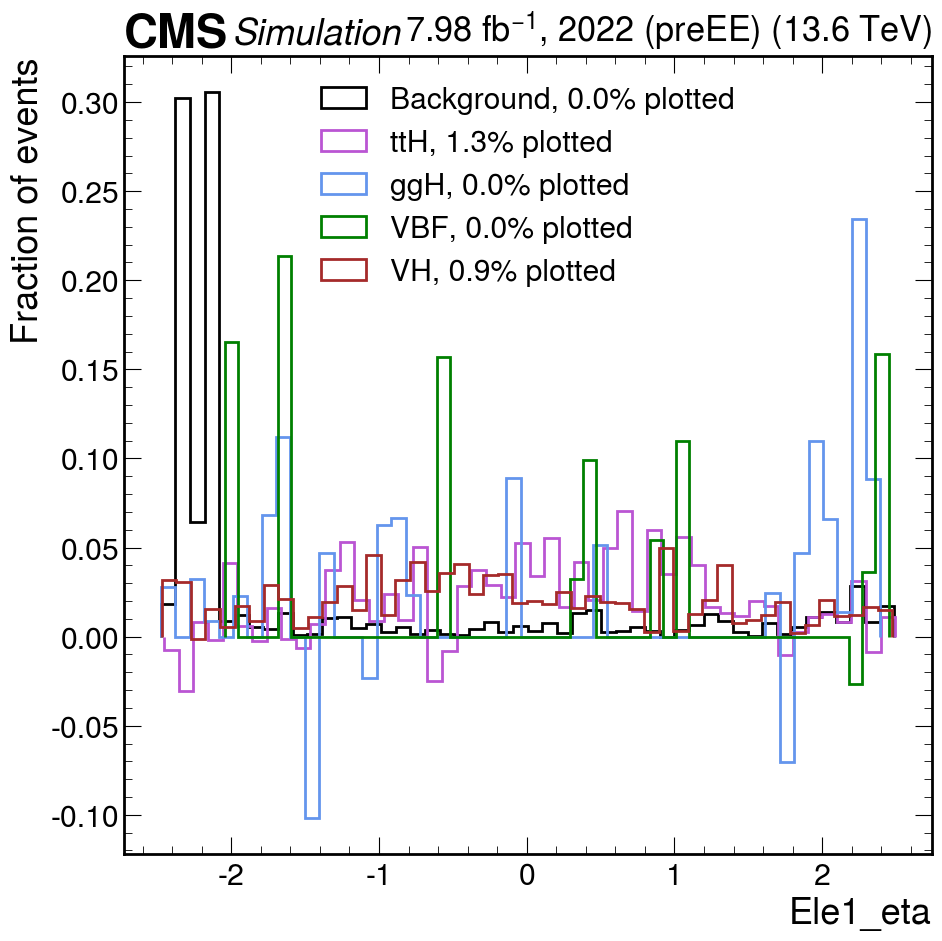 CMS Simulation 7.98 fb⁻¹, 2022 (preEE) (13.6 TeV)
Fraction of events
0.30
0.25
0.20
0.15
0.10
0.05
0.00
-0.05
-0.10
Background, 0.0% plotted
ttH, 1.3% plotted
ggH, 0.0% plotted
VBF, 0.0% plotted
VH, 0.9% plotted
-2 -1 0 1 2
Ele1_eta